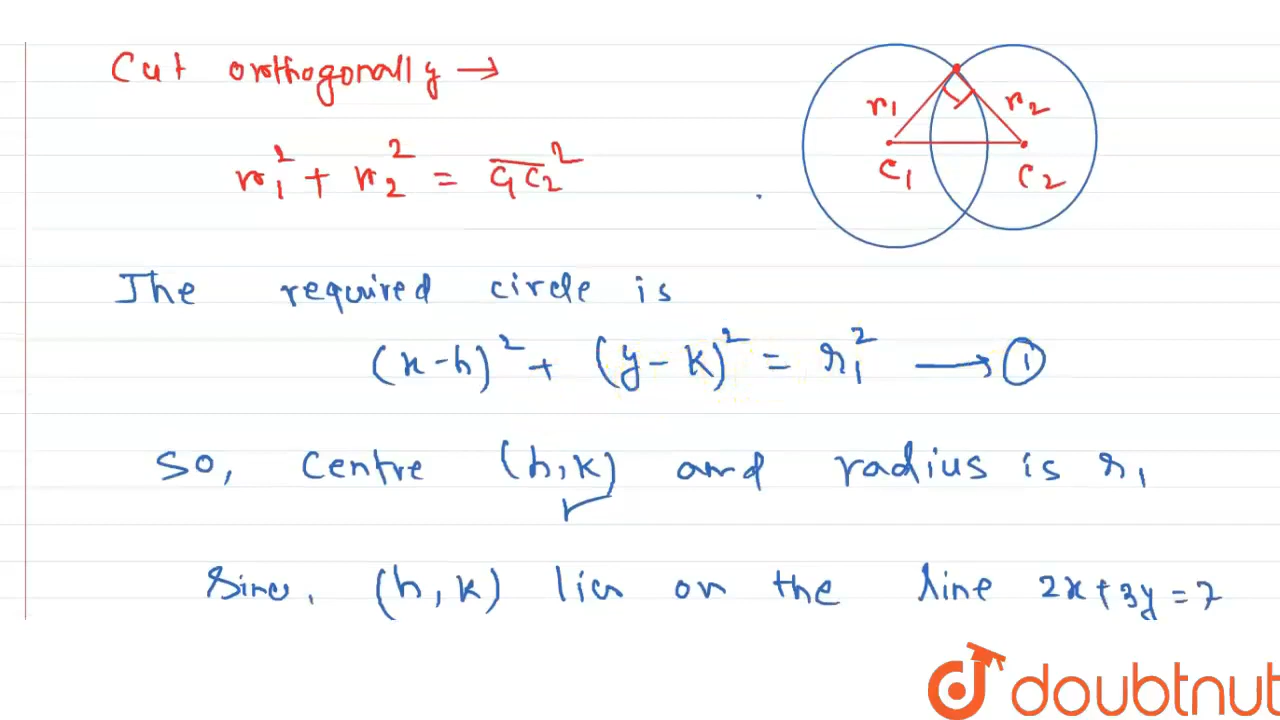 Cut orthogonally →
r₁² + r₂² = C₁C₂²
r₁ r₂
C₁ C₂
The required circle is
(x-h)² + (y-k)² = r₁² → ①
So, Centre (h,k) and radius is r₁
Since, (h,k) lies on the line 2x+3y=7
doubtnut